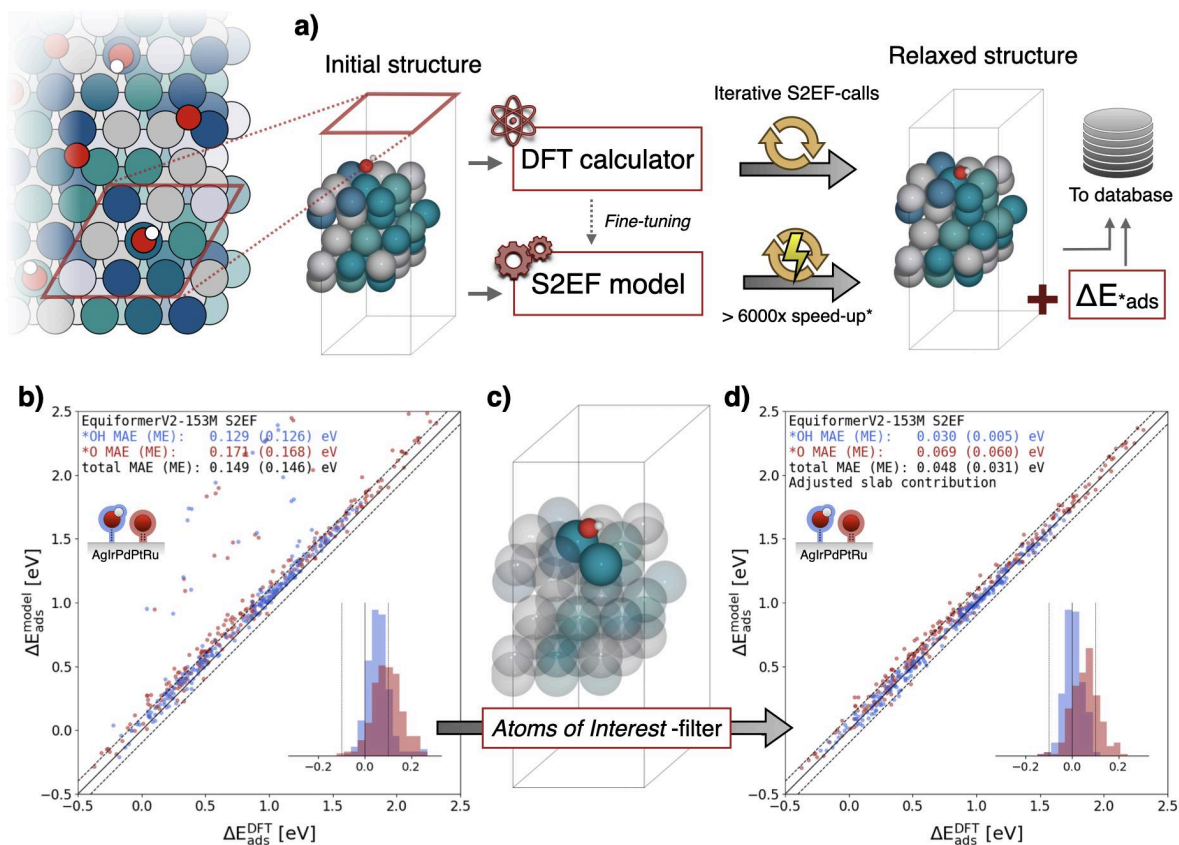 a)
Initial structure
DFT calculator
Fine-tuning
S2EF model
Iterative S2EF-calls
> 6000x speed-up*
Relaxed structure
To database
+
ΔE*ads
b)
EquiformerV2-153M S2EF
*OH MAE (ME): 0.129 (0.126) eV
*O MAE (ME): 0.171 (0.168) eV
total MAE (ME): 0.149 (0.146) eV
AgIrPdPtRu
2.5
2.0
1.5
1.0
0.5
0.0
−0.5
ΔE model ads [eV]
−0.2 0.0 0.2
−0.5 0.0 0.5 1.0 1.5 2.0 2.5
ΔE DFT ads [eV]
c)
Atoms of Interest -filter
d)
EquiformerV2-153M S2EF
*OH MAE (ME): 0.030 (0.005) eV
*O MAE (ME): 0.069 (0.060) eV
total MAE (ME): 0.048 (0.031) eV
Adjusted slab contribution
AgIrPdPtRu
2.5
2.0
1.5
1.0
0.5
0.0
−0.5
ΔE model ads [eV]
−0.2 0.0 0.2
−0.5 0.0 0.5 1.0 1.5 2.0 2.5
ΔE DFT ads [eV]